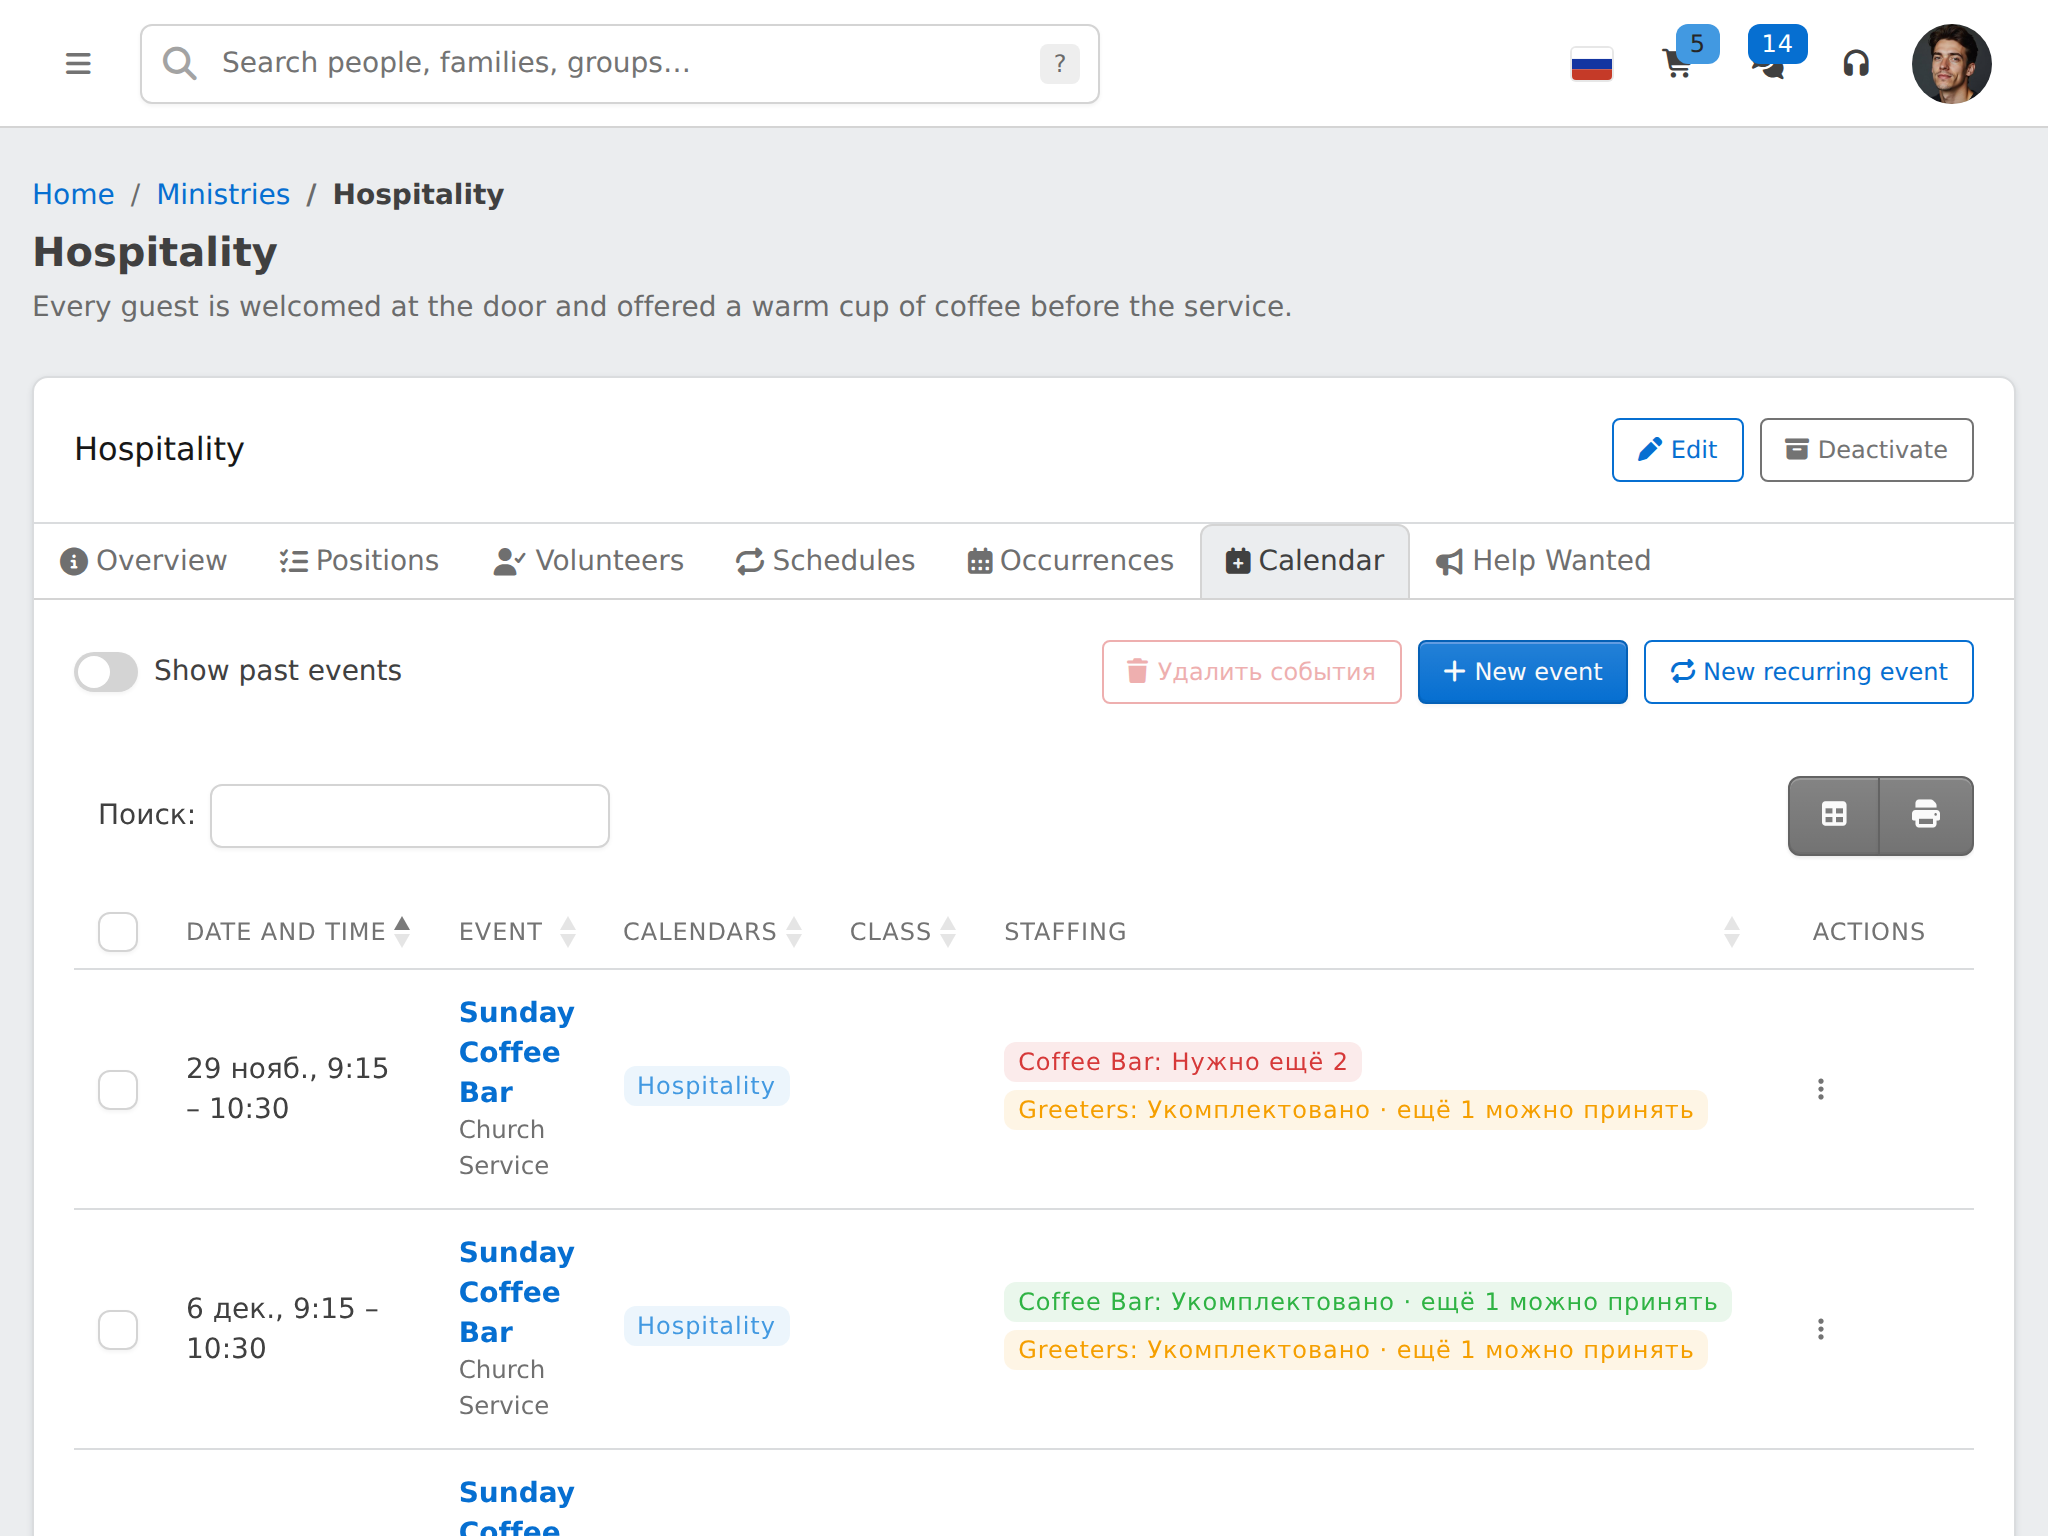 Search people, families, groups...
?
5
14
Home / Ministries / Hospitality
Hospitality
Every guest is welcomed at the door and offered a warm cup of coffee before the service.
Hospitality
Edit
Deactivate
Overview
Positions
Volunteers
Schedules
Occurrences
Calendar
Help Wanted
Show past events
Удалить события
New event
New recurring event
Поиск:
DATE AND TIME
EVENT
CALENDARS
CLASS
STAFFING
ACTIONS
29 нояб., 9:15
– 10:30
Sunday
Coffee
Bar
Church
Service
Hospitality
Coffee Bar: Нужно ещё 2
Greeters: Укомплектовано · ещё 1 можно принять
6 дек., 9:15 –
10:30
Sunday
Coffee
Bar
Church
Service
Hospitality
Coffee Bar: Укомплектовано · ещё 1 можно принять
Greeters: Укомплектовано · ещё 1 можно принять
Sunday
Coffee